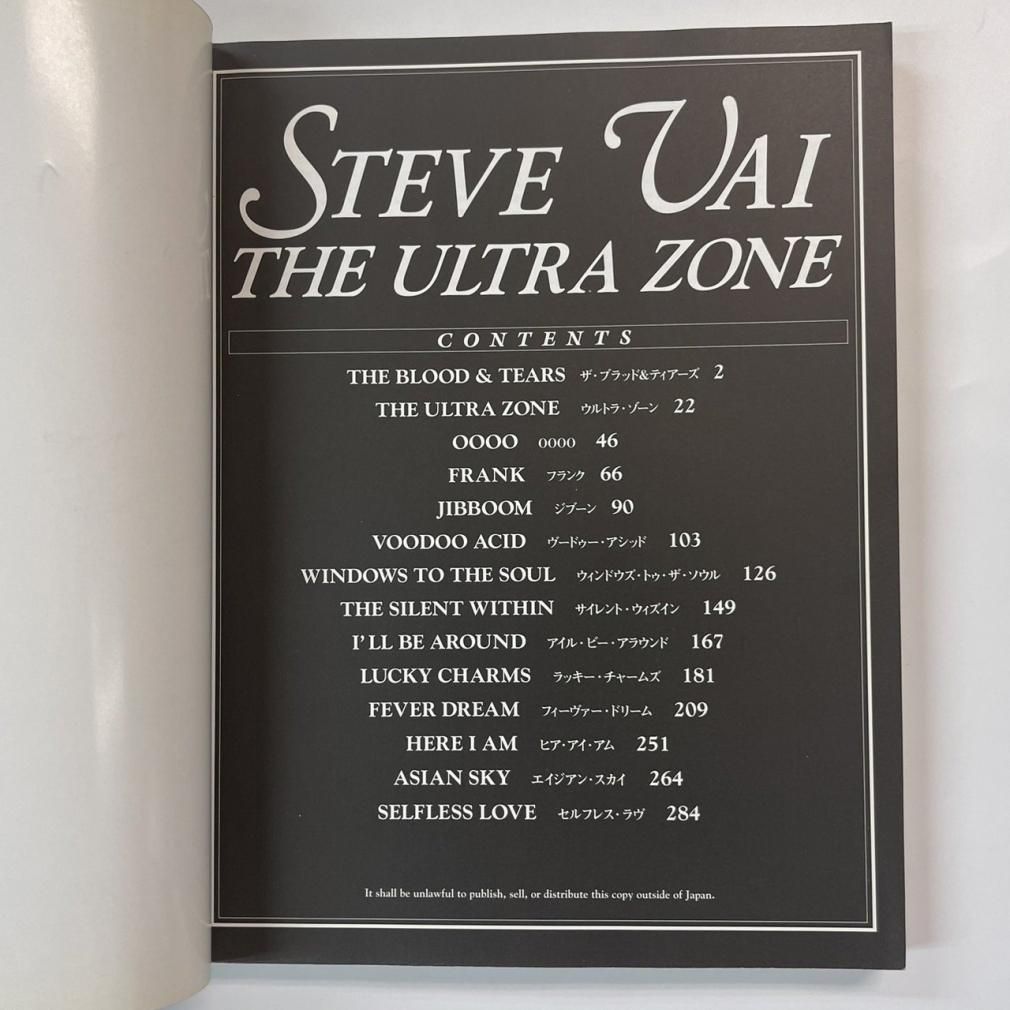 STEVE VAI
THE ULTRA ZONE
CONTENTS
THE BLOOD & TEARS ザ・ブラッド&ティアーズ 2
THE ULTRA ZONE ウルトラ・ゾーン 22
OOOO OOOO 46
FRANK フランク 66
JIBBOOM ジブーン 90
VOODOO ACID ヴードゥー・アシッド 103
WINDOWS TO THE SOUL ウィンドウズ・トゥ・ザ・ソウル 126
THE SILENT WITHIN サイレント・ウィズイン 149
I'LL BE AROUND アイル・ビー・アラウンド 167
LUCKY CHARMS ラッキー・チャームズ 181
FEVER DREAM フィーヴァー・ドリーム 209
HERE I AM ヒア・アイ・アム 251
ASIAN SKY エイジアン・スカイ 264
SELFLESS LOVE セルフレス・ラヴ 284
It shall be unlawful to publish, sell, or distribute this copy outside of Japan.